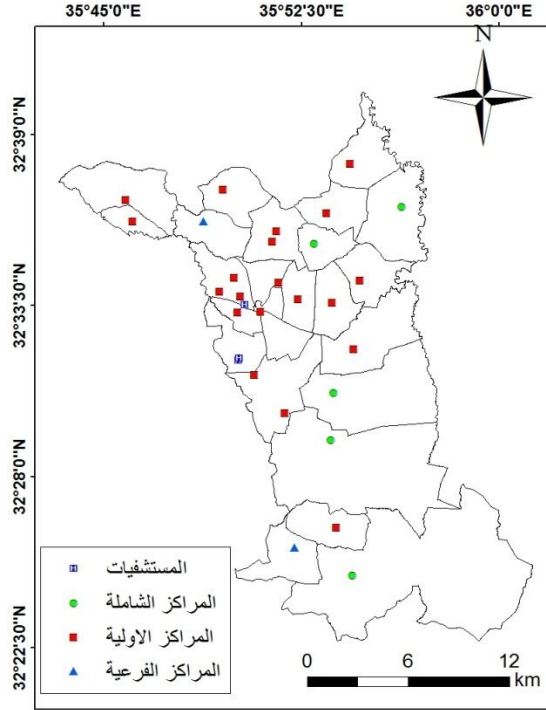 35°45'0"E 35°52'30"E 36°0'0"E
N
32°39'0"N
32°33'30"N
32°28'0"N
32°22'30"N
H المستشفيات
المراكز الشاملة
المراكز الاولية
المراكز الفرعية
0 6 12
km